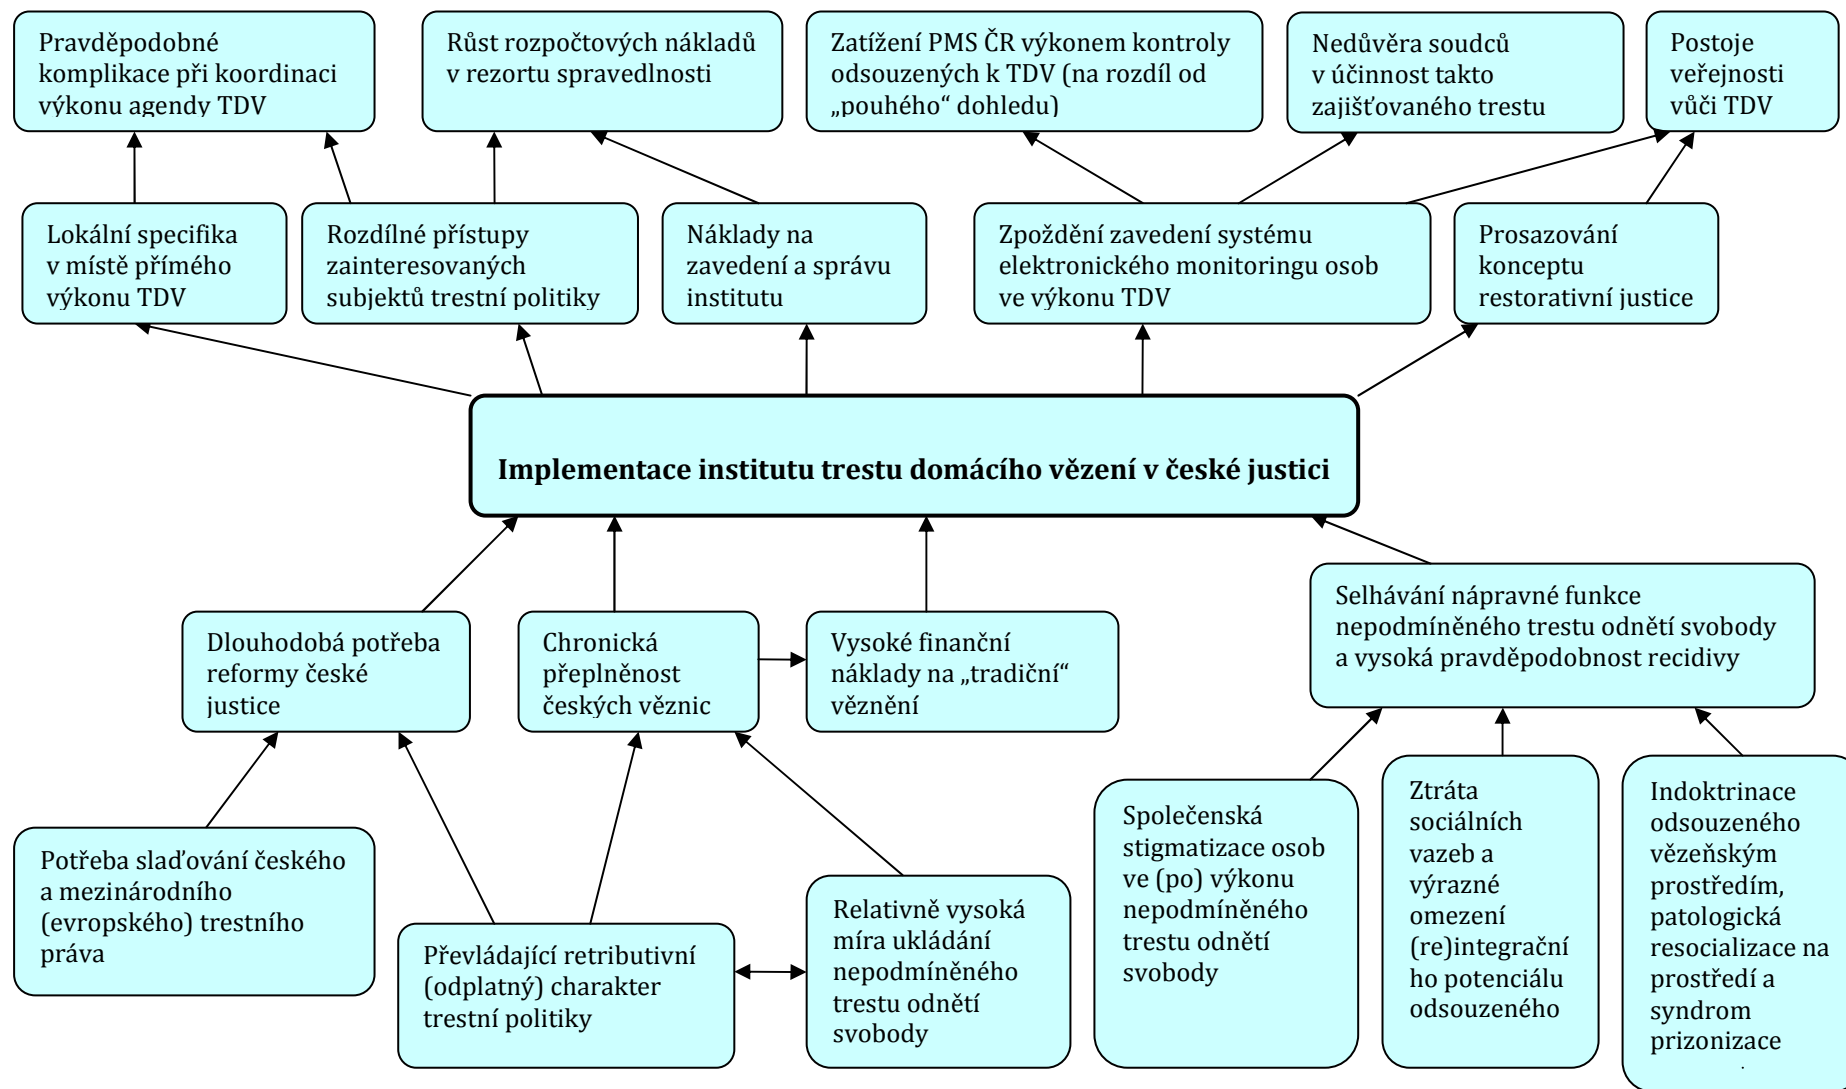 Pravděpodobné
komplikace při koordinaci
výkonu agendy TDV
Růst rozpočtových nákladů
v rezortu spravedlnosti
Zatížení PMS ČR výkonem kontroly
odsouzených k TDV (na rozdíl od
„pouhého“ dohledu)
Nedůvěra soudců
v účinnost takto
zajišťovaného trestu
Postoje
veřejnosti
vůči TDV
Lokální specifika
v místě přímého
výkonu TDV
Rozdílné přístupy
zainteresovaných
subjektů trestní politiky
Náklady na
zavedení a správu
institutu
Zpoždění zavedení systému
elektronického monitoringu osob
ve výkonu TDV
Prosazování
konceptu
restorativní justice
Implementace institutu trestu domácího vězení v české justici
Dlouhodobá potřeba
reformy české
justice
Chronická
přeplněnost
českých věznic
Vysoké finanční
náklady na „tradiční“
věznění
Selhávání nápravné funkce
nepodmíněného trestu odnětí svobody
a vysoká pravděpodobnost recidivy
Potřeba slaďování českého
a mezinárodního
(evropského) trestního
práva
Převládající retributivní
(odplatný) charakter
trestní politiky
Relativně vysoká
míra ukládání
nepodmíněného
trestu odnětí
svobody
Společenská
stigmatizace osob
ve (po) výkonu
nepodmíněného
trestu odnětí
svobody
Ztráta
sociálních
vazeb a
výrazné
omezení
(re)integrační
ho potenciálu
odsouzeného
Indoktrinace
odsouzeného
vězeňským
prostředím,
patologická
resocializace na
prostředí a
syndrom
prizonizace